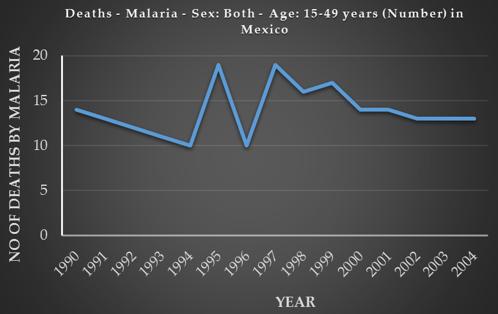 Deaths - Malaria - Sex: Both - Age: 15-49 years (Number) in
Mexico
NO OF DEATHS BY MALARIA
20
15
10
5
0
1990 1991 1992 1993 1994 1995 1996 1997 1998 1999 2000 2001 2002 2003 2004
YEAR